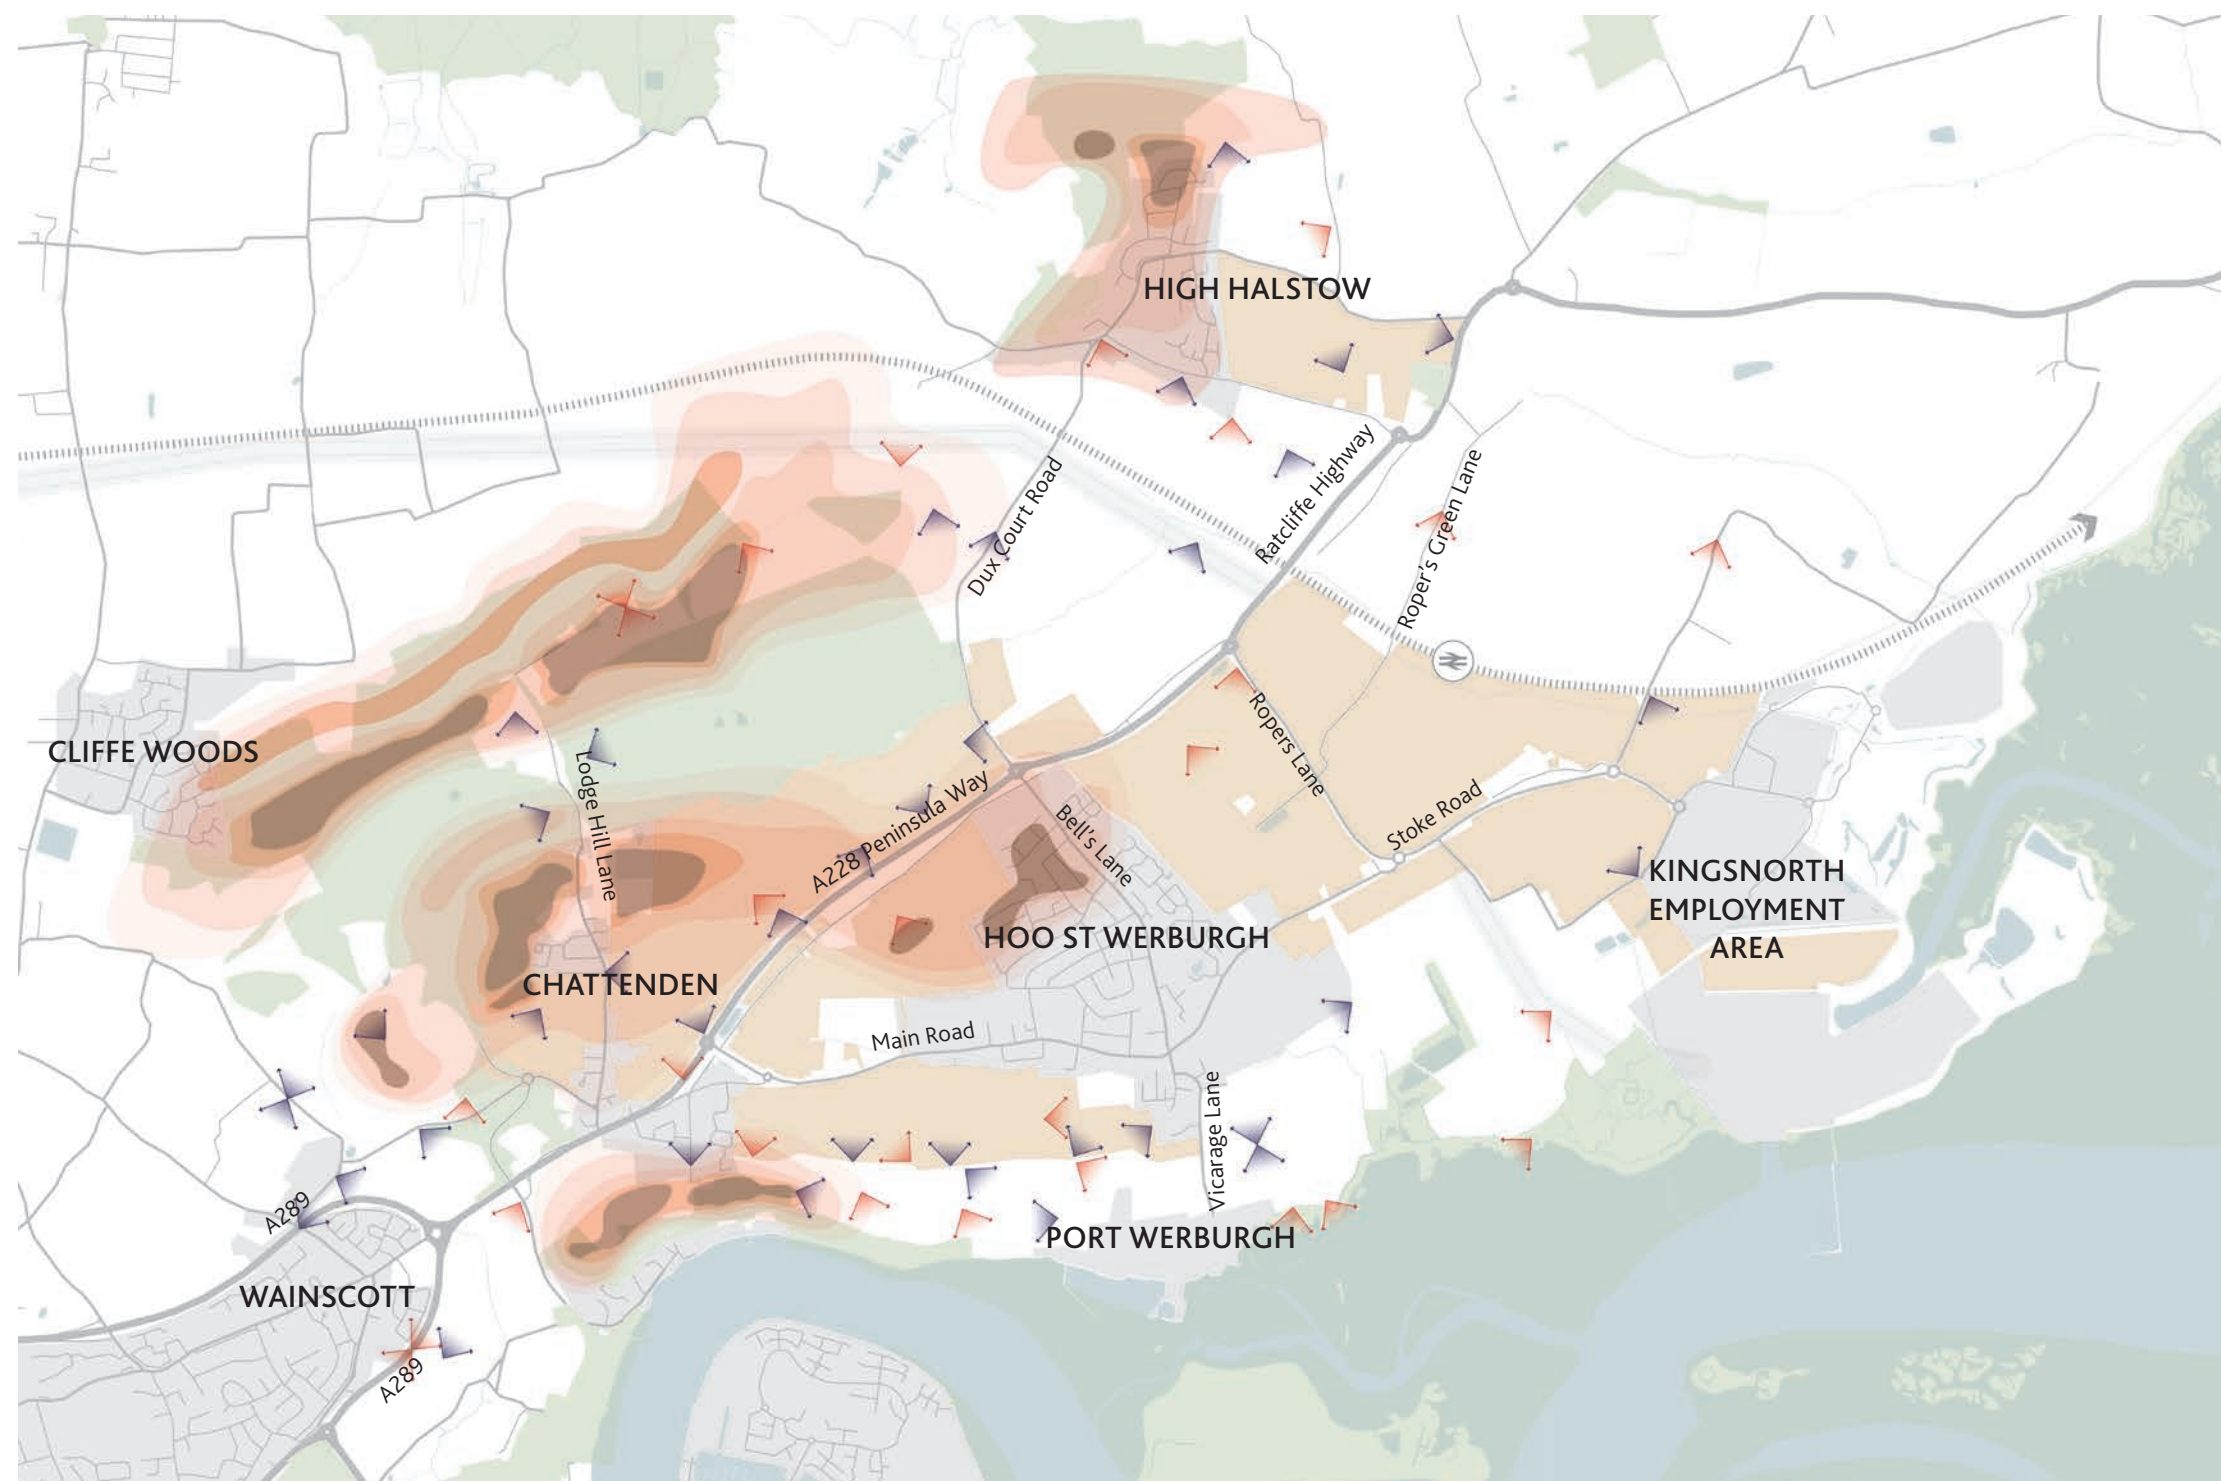 HIGH HALSTOW
Ratcliffe Highway
Dux Court Road
Roper's Green Lane
Ropers Lane
CLIFFE WOODS
Lodge Hill Lane
A228 Peninsula Way
Bell's Lane
Stoke Road
KINGSNORTH
EMPLOYMENT
AREA
HOO ST WERBURGH
CHATTENDEN
Main Road
Vicarage Lane
A289
PORT WERBURGH
WAINSCOTT
A289